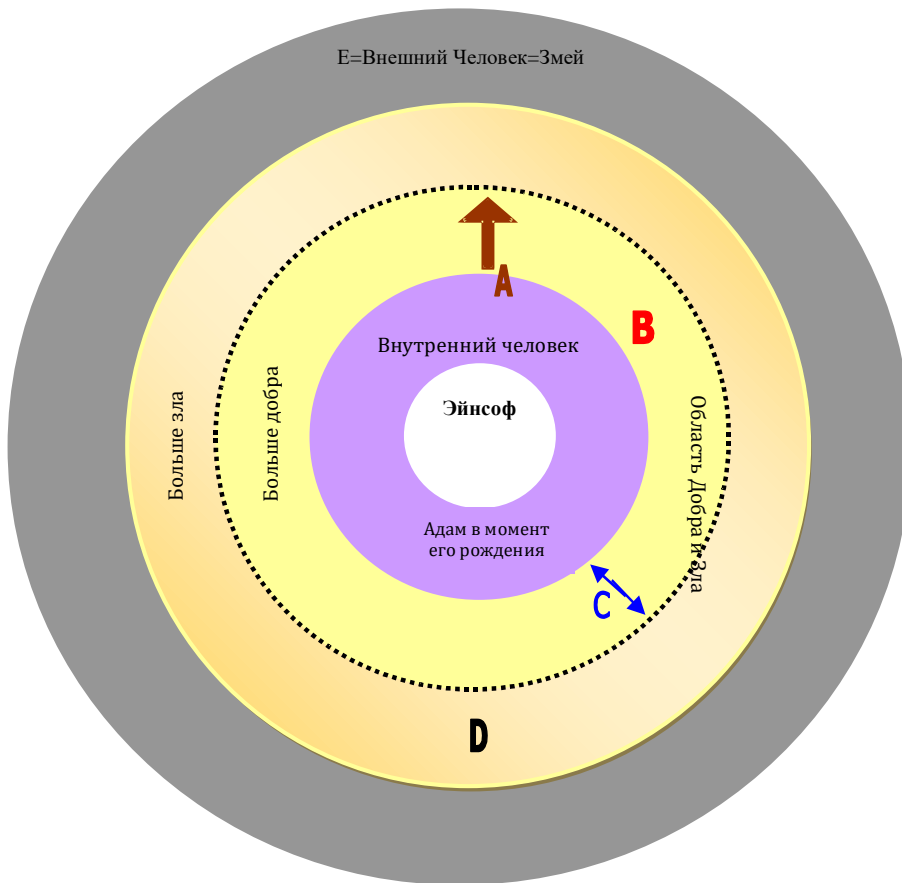 E=Внешний Человек=Змей
A
B
Внутренний человек
Эйнсоф
Больше зла
Больше добра
Область Добра и Зла
Адам в момент
его рождения
C
D